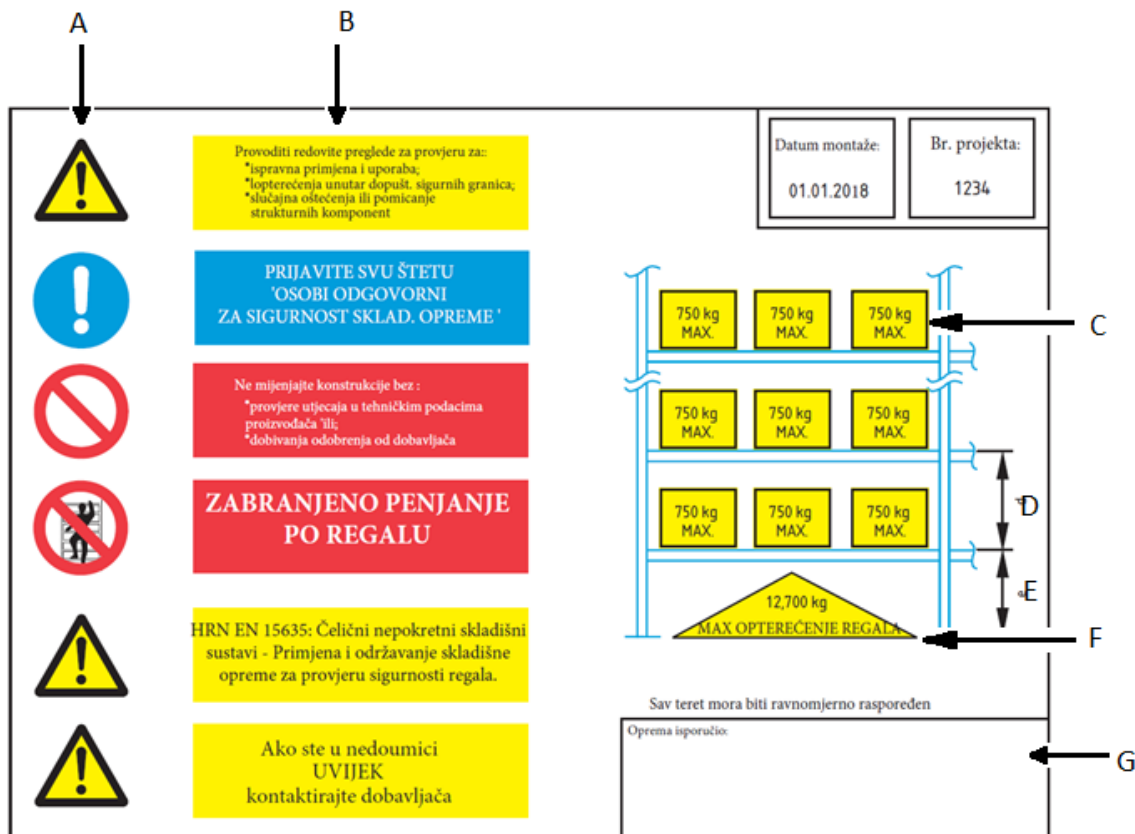 A
B
Provoditi redovite preglede za provjeru za::
*ispravna primjena i uporaba;
*lopterećenja unutar dopušt. sigurnih granica;
*slučajna oštećenja ili pomicanje
strukturnih komponent
PRIJAVITE SVU ŠTETU
'OSOBI ODGOVORNI
ZA SIGURNOST SKLAD. OPREME '
Ne mijenjajte konstrukcije bez :
*provjere utjecaja u tehničkim podacima
proizvođača 'ili;
*dobivanja odobrenja od dobavljača
ZABRANJENO PENJANJE
PO REGALU
HRN EN 15635: Čelični nepokretni skladišni
sustavi - Primjena i održavanje skladišne
opreme za provjeru sigurnosti regala.
Ako ste u nedoumici
UVIJEK
kontaktirajte dobavljača
Datum montaže:
01.01.2018
Br. projekta:
1234
750 kg
MAX.
750 kg
MAX.
750 kg
MAX.
C
750 kg
MAX.
750 kg
MAX.
750 kg
MAX.
D
750 kg
MAX.
750 kg
MAX.
750 kg
MAX.
E
12,700 kg
MAX OPTEREĆENJE REGALA
F
Sav teret mora biti ravnomjerno raspoređen
Oprema isporučio:
G